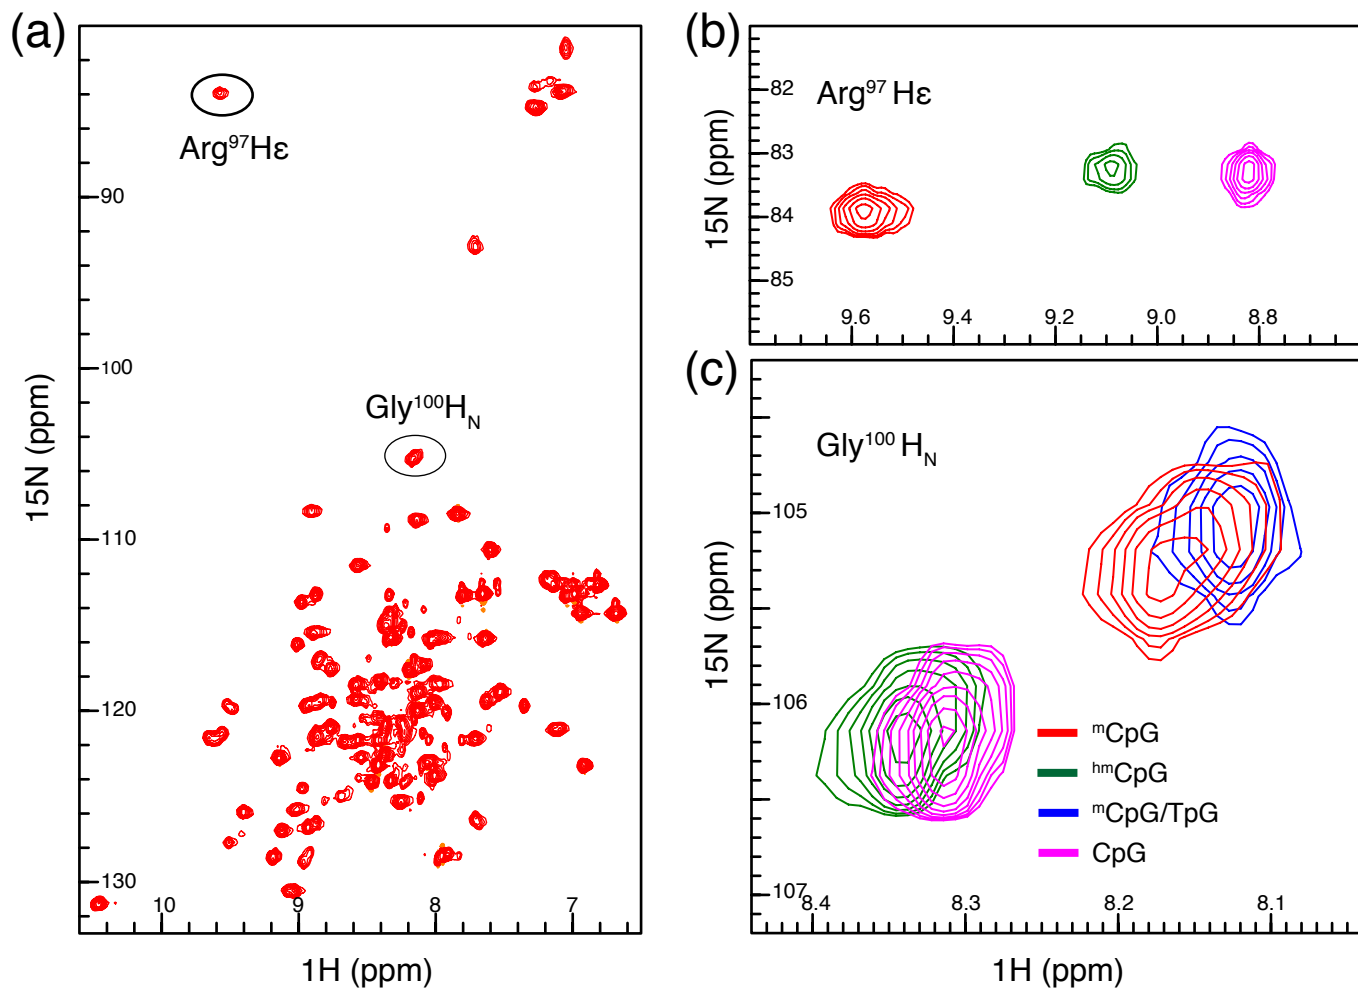 (a)
Arg⁹⁷Hε
Gly¹⁰⁰H_N
90
100
110
120
130
10 9 8 7
15N (ppm)
1H (ppm)
(b)
Arg⁹⁷ Hε
82
83
84
85
9.6 9.4 9.2 9.0 8.8
15N (ppm)
(c)
Gly¹⁰⁰ H_N
105
106
107
8.4 8.3 8.2 8.1
15N (ppm)
1H (ppm)
ᵐCpG
ʰᵐCpG
ᵐCpG/TpG
CpG